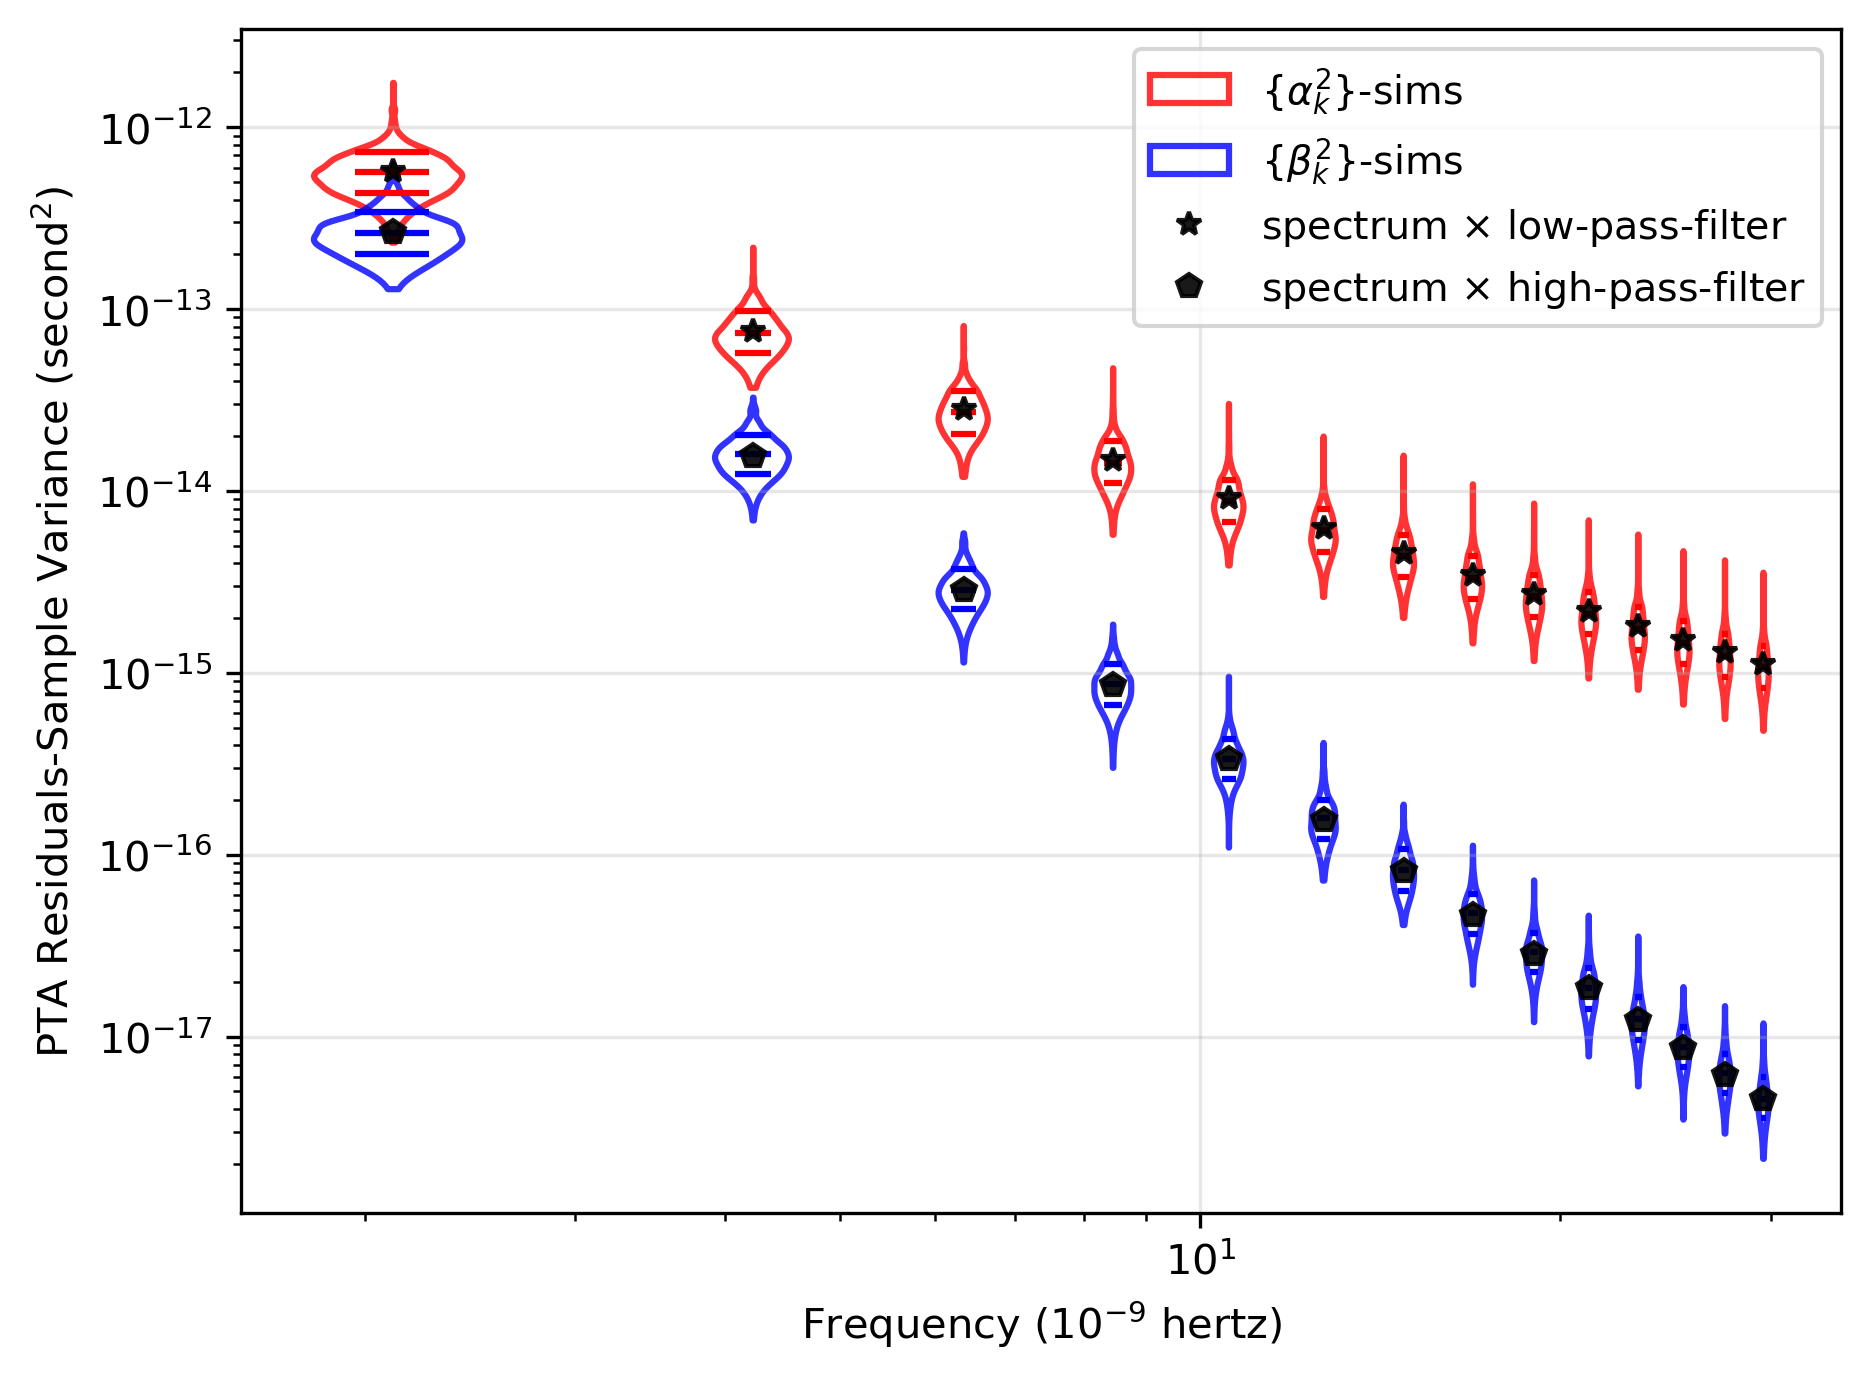 {α²ₖ}-sims
{β²ₖ}-sims
spectrum × low-pass-filter
spectrum × high-pass-filter
PTA Residuals-Sample Variance (second²)
10⁻¹²
10⁻¹³
10⁻¹⁴
10⁻¹⁵
10⁻¹⁶
10⁻¹⁷
10¹
Frequency (10⁻⁹ hertz)